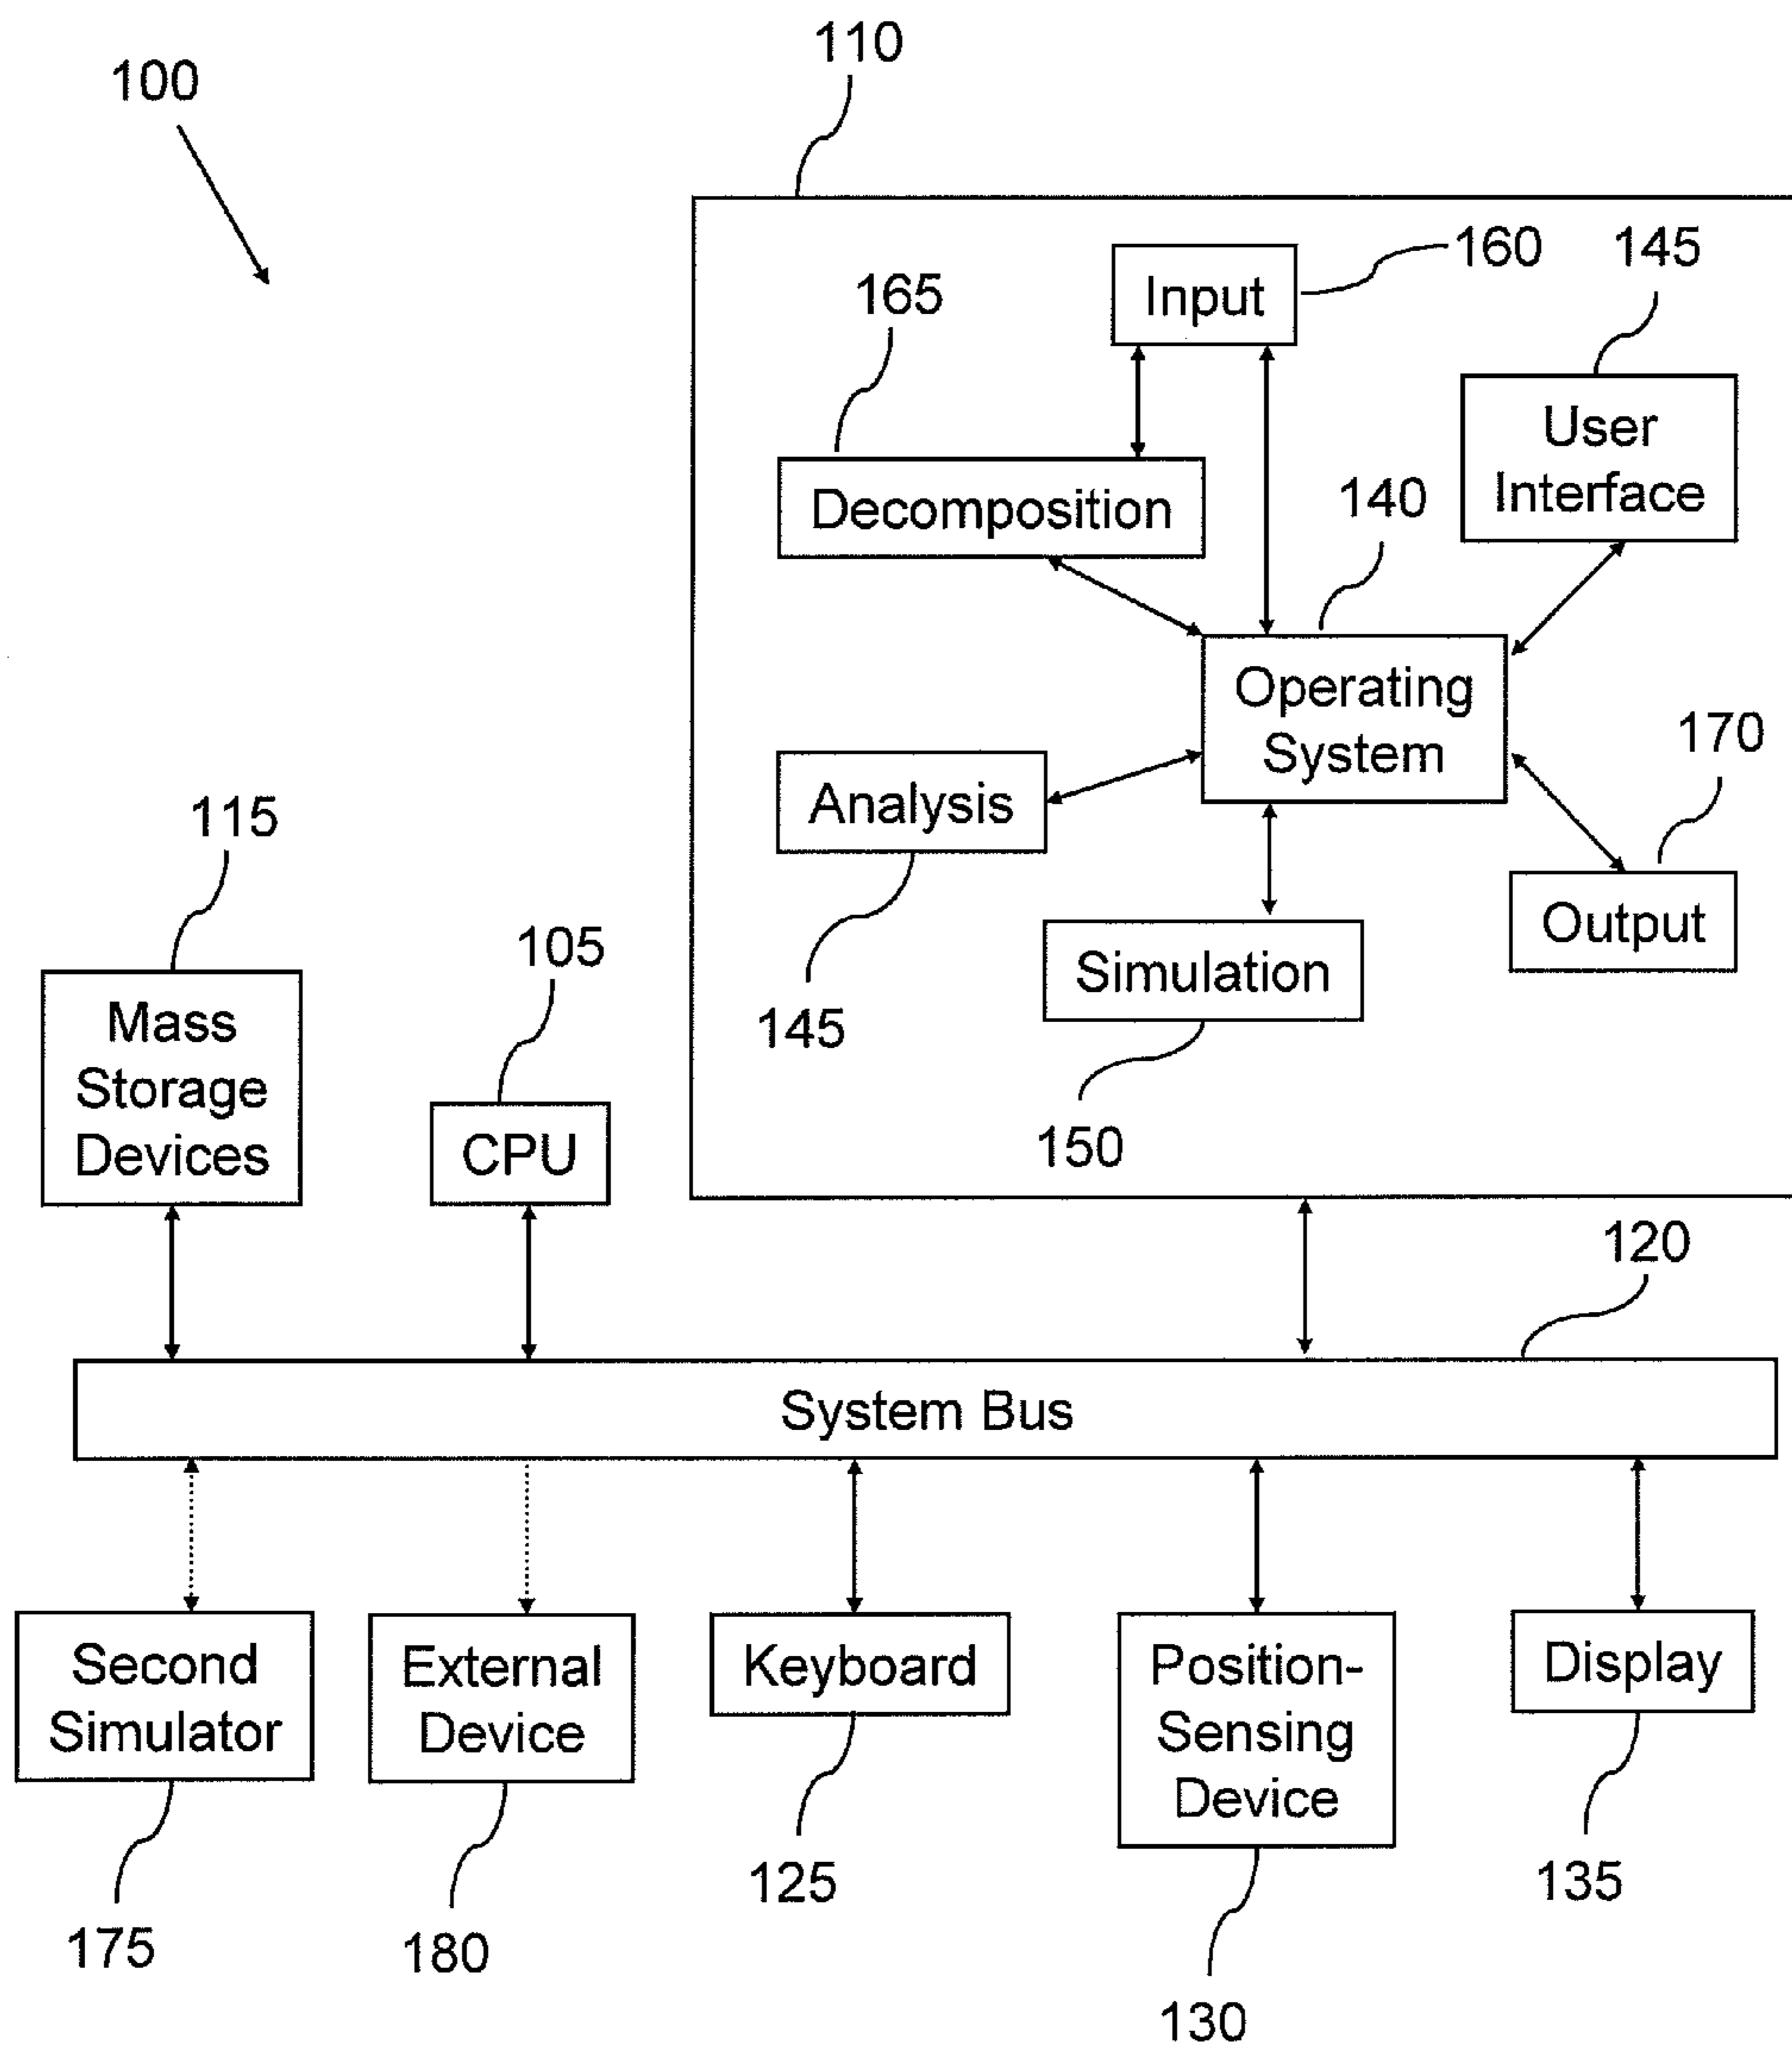 110
100
160
145
Input
165
User
Interface
Decomposition
140
Operating
System
170
Analysis
115
Output
105
Simulation
145
Mass
Storage
Devices
CPU
150
120
System Bus
Second
Simulator
External
Device
Keyboard
Position-
Sensing
Device
Display
125
135
175
180
130